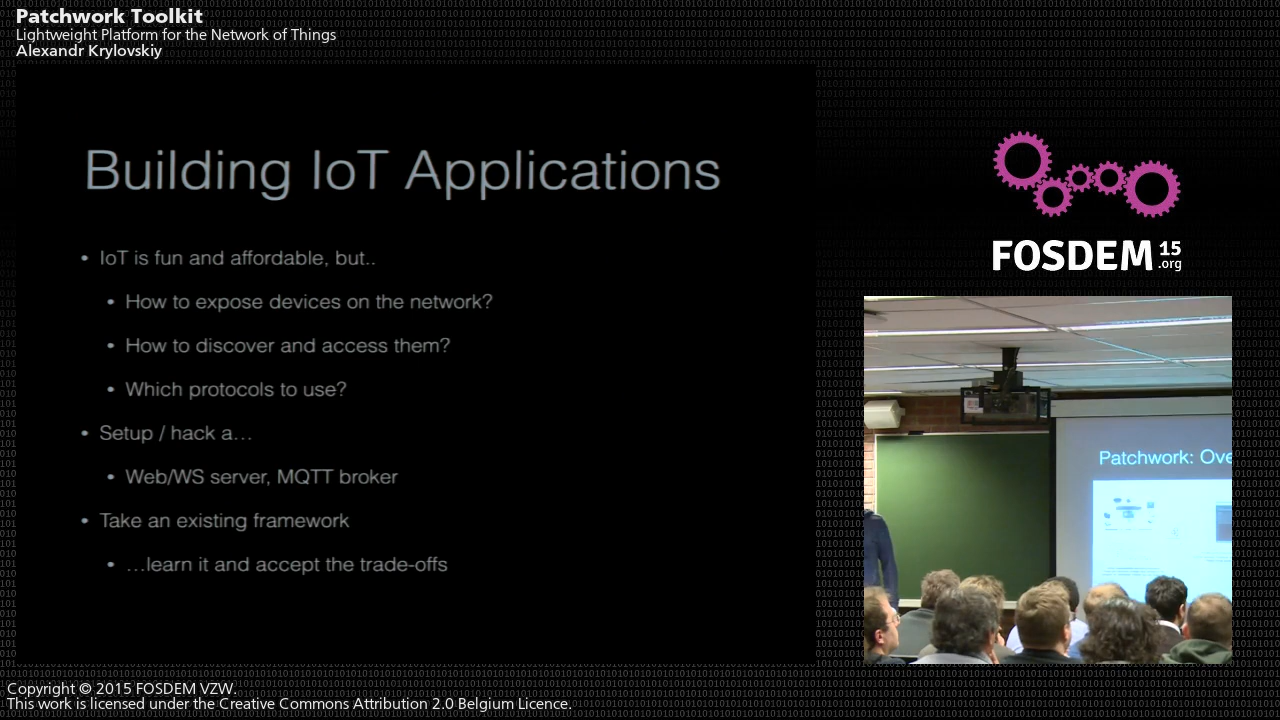 Patchwork Toolkit
Lightweight Platform for the Network of Things
Alexandr Krylovskiy
Building IoT Applications
• IoT is fun and affordable, but..
• How to expose devices on the network?
• How to discover and access them?
• Which protocols to use?
• Setup / hack a…
• Web/WS server, MQTT broker
• Take an existing framework
• …learn it and accept the trade-offs
FOSDEM 15
.org
Patchwork: Ove
Copyright © 2015 FOSDEM VZW.
This work is licensed under the Creative Commons Attribution 2.0 Belgium Licence.